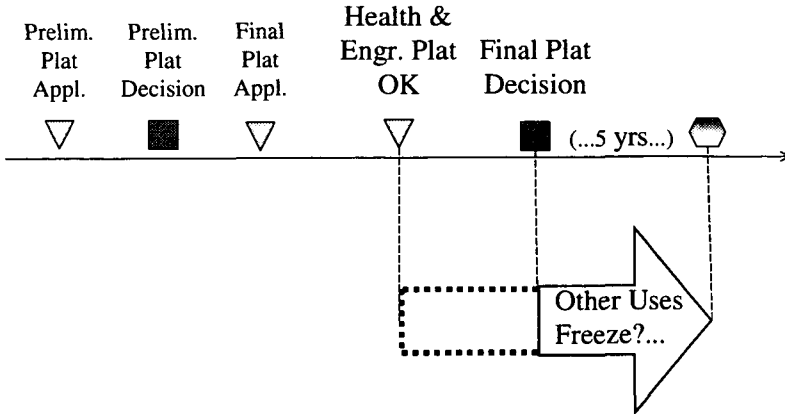 Prelim.
Plat
Appl.
Prelim.
Plat
Decision
Final
Plat
Appl.
Health &
Engr. Plat
OK
Final Plat
Decision
(...5 yrs...)
Other Uses
Freeze?...